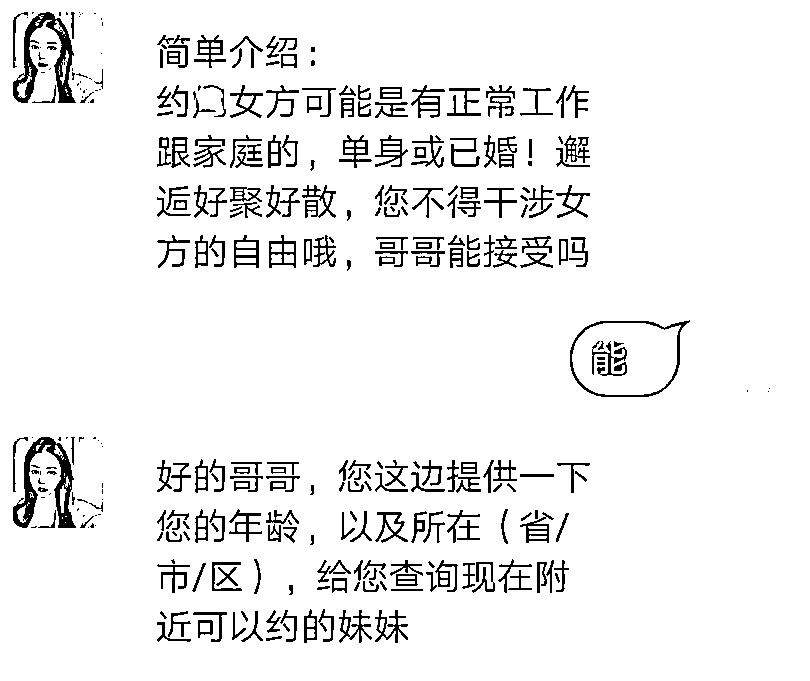 简单介绍：
约女方可能是有正常工作
跟家庭的，单身或已婚！邂
逅好聚好散，您不得干涉女
方的自由哦，哥哥能接受吗
能
好的哥哥，您这边提供一下
您的年龄，以及所在（省/
市/区），给您查询现在附
近可以约的妹妹